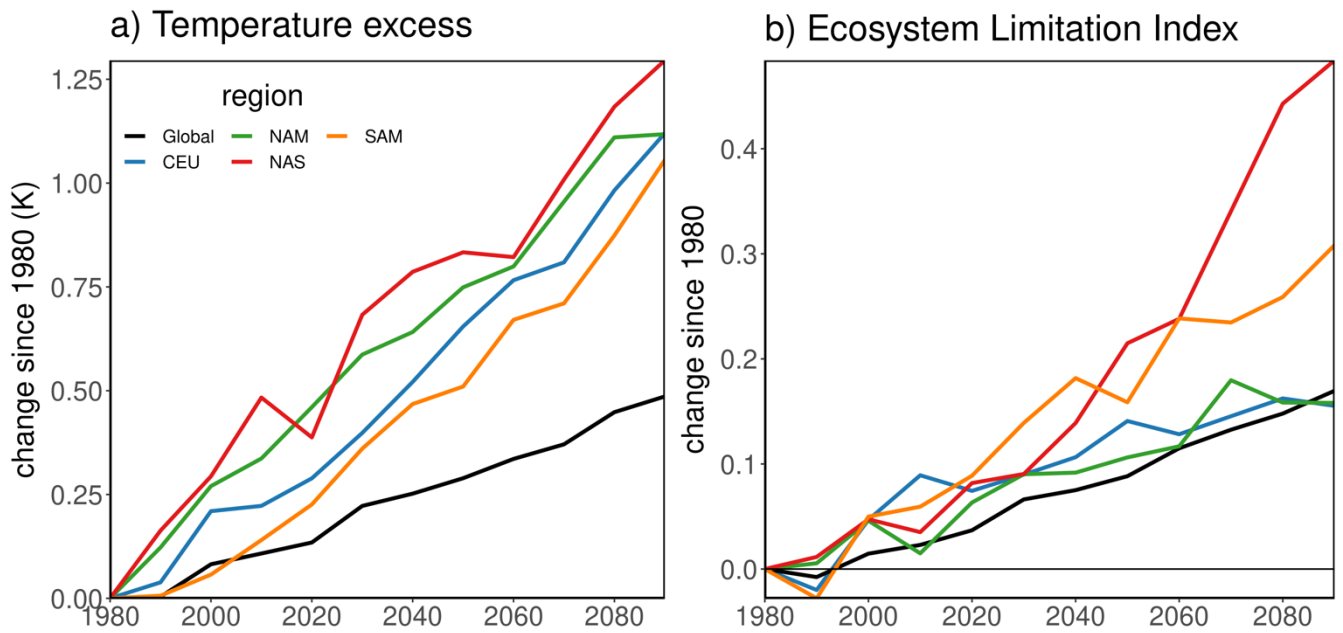 a) Temperature excess
change since 1980 (K)
1.25
1.00
0.75
0.50
0.25
0.00
region
Global NAM SAM
CEU NAS
1980 2000 2020 2040 2060 2080
b) Ecosystem Limitation Index
change since 1980
0.4
0.3
0.2
0.1
0.0
1980 2000 2020 2040 2060 2080